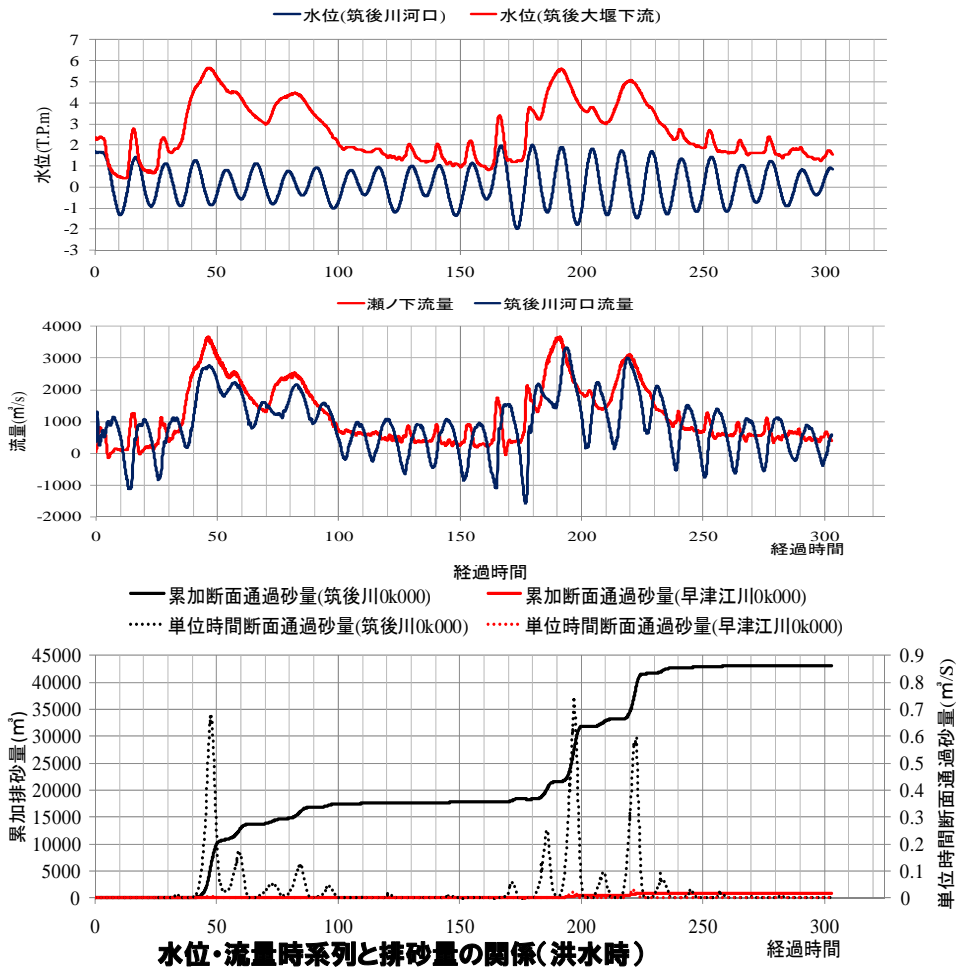 水位(筑後川河口) 水位(筑後大堰下流)
7
6
5
4
3
2
1
0
-1
-2
-3
水位(T.P.m)
0 50 100 150 200 250 300
瀬ノ下流量 筑後川河口流量
4000
3000
2000
1000
0
-1000
-2000
流量(㎥/s)
0 50 100 150 200 250 300
経過時間
経過時間
累加断面通過砂量(筑後川0k000) 累加断面通過砂量(早津江川0k000)
単位時間断面通過砂量(筑後川0k000) 単位時間断面通過砂量(早津江川0k000)
45000 0.9
40000 0.8
35000 0.7
30000 0.6
25000 0.5
20000 0.4
15000 0.3
10000 0.2
5000 0.1
0 0
累加排砂量(㎥)
単位時間断面通過砂量(㎥/S)
0 50 100 150 200 250 300
水位・流量時系列と排砂量の関係(洪水時) 経過時間